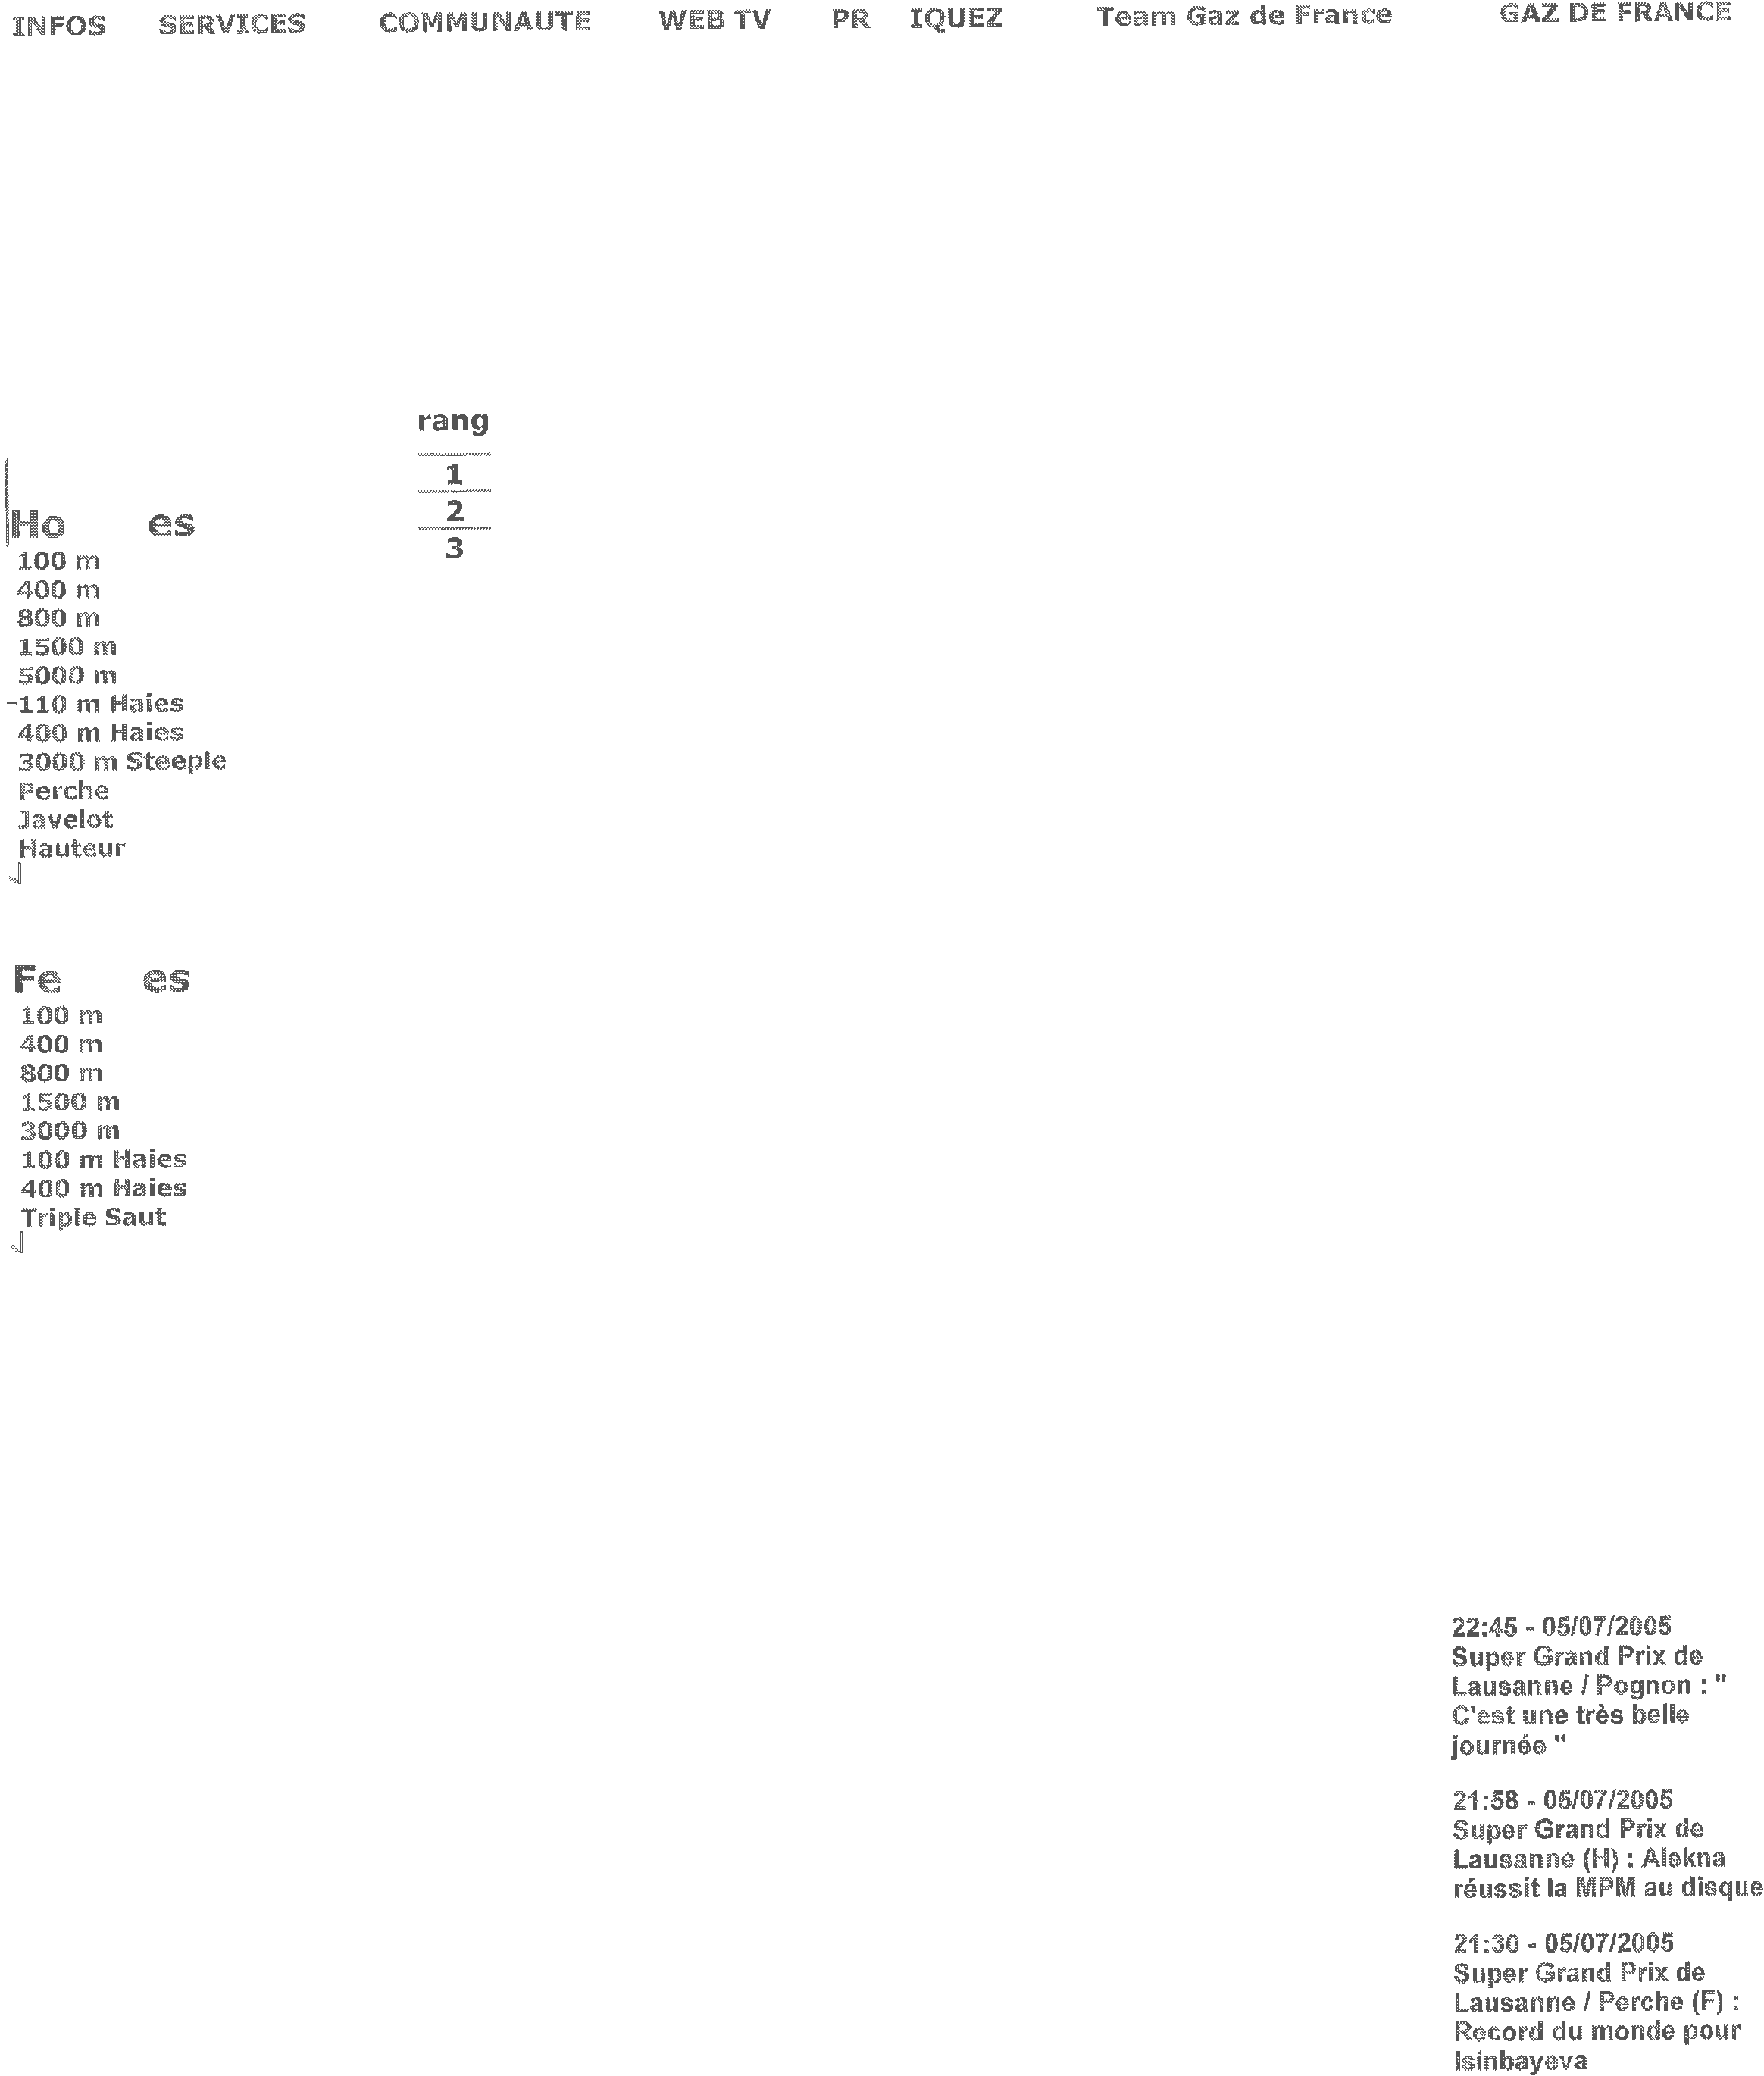 INFOS SERVICES COMMUNAUTE WEB TV PR IQUEZ Team Gaz de France GAZ DE FRANCE
rang
1
2
3
Ho es
100 m
400 m
800 m
1500 m
5000 m
-110 m Haies
400 m Haies
3000 m Steeple
Perche
Javelot
Hauteur
Fe es
100 m
400 m
800 m
1500 m
3000 m
100 m Haies
400 m Haies
Triple Saut
22:45 - 05/07/2005
Super Grand Prix de
Lausanne / Pognon : "
C'est une très belle
journée "
21:58 - 05/07/2005
Super Grand Prix de
Lausanne (H) : Alekna
réussit la MPM au disque
21:30 - 05/07/2005
Super Grand Prix de
Lausanne / Perche (F) :
Record du monde pour
Isinbayeva